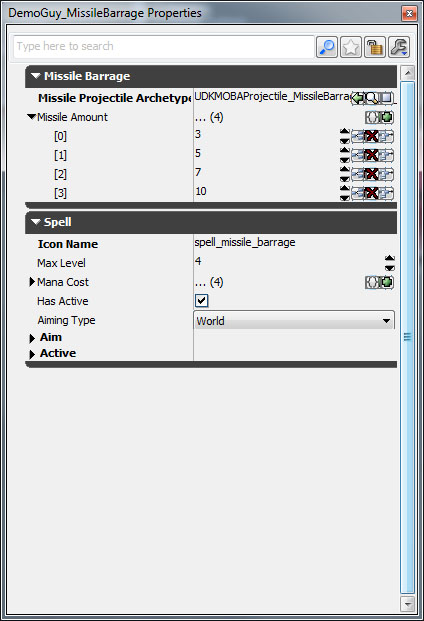 DemoGuy_MissileBarrage Properties
Type here to search
Missile Barrage
Missile Projectile Archetype UDKMOBAProjectile_MissileBarra
Missile Amount ... (4)
[0] 3
[1] 5
[2] 7
[3] 10
Spell
Icon Name spell_missile_barrage
Max Level 4
Mana Cost ... (4)
Has Active
Aiming Type World
Aim
Active